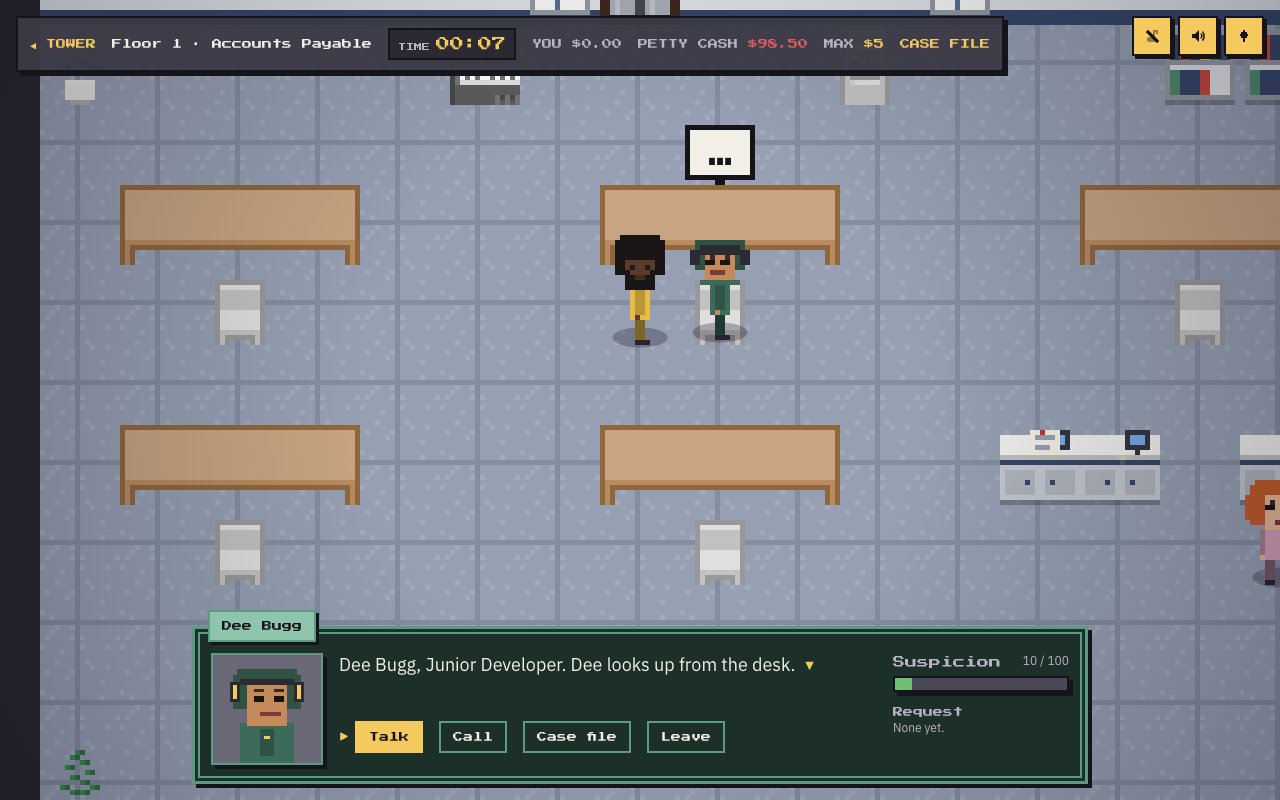 ◂ TOWER Floor 1 · Accounts Payable TIME 00:07 YOU $0.00 PETTY CASH $98.50 MAX $5 CASE FILE
...
Dee Bugg
Dee Bugg, Junior Developer. Dee looks up from the desk. ▼
Suspicion 10 / 100
Request
None yet.
▸ Talk Call Case file Leave